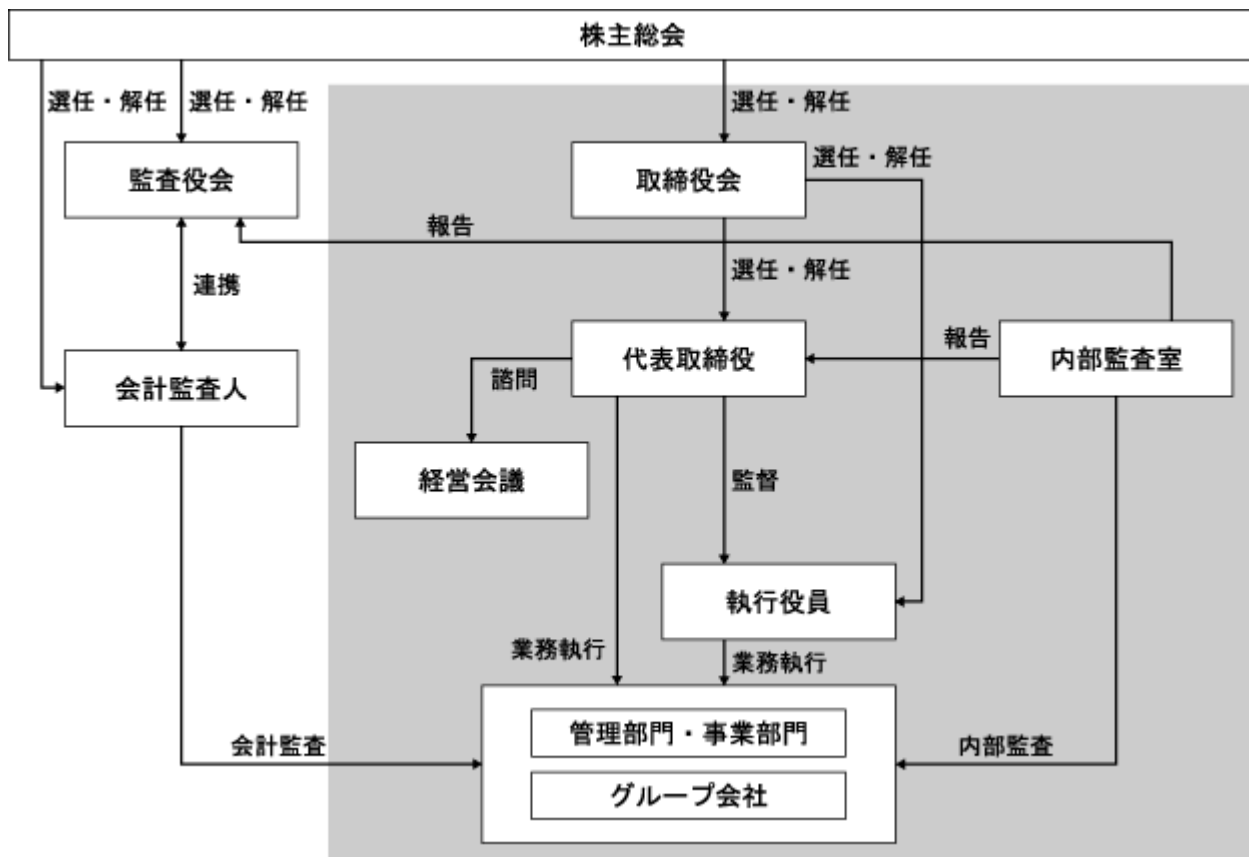 株主総会
選任・解任
選任・解任
選任・解任
監査役会
取締役会
選任・解任
報告
連携
選任・解任
会計監査人
代表取締役
報告
内部監査室
諮問
経営会議
監督
執行役員
業務執行
業務執行
管理部門・事業部門
会計監査
内部監査
グループ会社